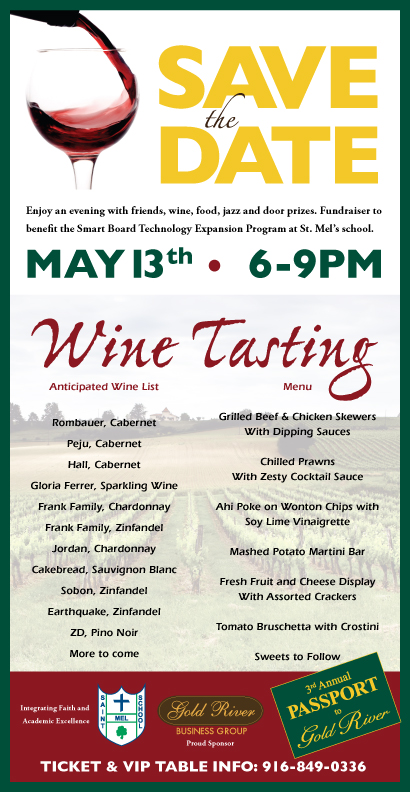 SAVE
the
DATE
Enjoy an evening with friends, wine, food, jazz and door prizes. Fundraiser to
benefit the Smart Board Technology Expansion Program at St. Mel's school.
MAY 13th • 6-9PM
Wine Tasting
Anticipated Wine List
Rombauer, Cabernet
Peju, Cabernet
Hall, Cabernet
Gloria Ferrer, Sparkling Wine
Frank Family, Chardonnay
Frank Family, Zinfandel
Jordan, Chardonnay
Cakebread, Sauvignon Blanc
Sobon, Zinfandel
Earthquake, Zinfandel
ZD, Pino Noir
More to come
Menu
Grilled Beef & Chicken Skewers
With Dipping Sauces
Chilled Prawns
With Zesty Cocktail Sauce
Ahi Poke on Wonton Chips with
Soy Lime Vinaigrette
Mashed Potato Martini Bar
Fresh Fruit and Cheese Display
With Assorted Crackers
Tomato Bruschetta with Crostini
Sweets to Follow
Integrating Faith and
Academic Excellence
SAINT
MEL
SCHOOL
Gold River
BUSINESS GROUP
Proud Sponsor
3rd Annual
PASSPORT
to
Gold River
TICKET & VIP TABLE INFO: 916-849-0336